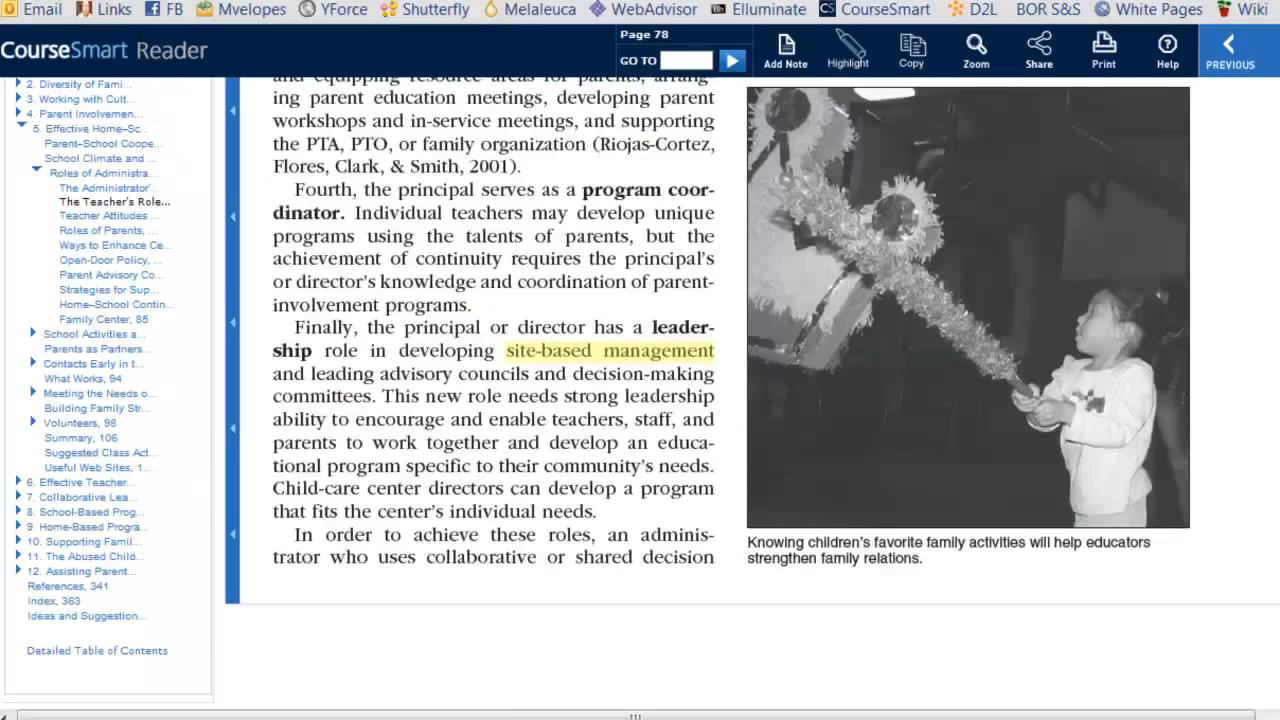 Email Links FB Mvelopes YForce Shutterfly Melaleuca WebAdvisor Elluminate CourseSmart D2L BOR S&S White Pages Wiki
CourseSmart Reader
Page 78
GO TO
Add Note Highlight Copy Zoom Share Print Help PREVIOUS
2. Diversity of Fami...
3. Working with Cult...
4. Parent Involvemen...
5. Effective Home–Sc...
Parent–School Coope...
School Climate and ...
Roles of Administra...
The Administrator'...
The Teacher's Role...
Teacher Attitudes ...
Roles of Parents, ...
Ways to Enhance Ce...
Open-Door Policy, ...
Parent Advisory Co...
Strategies for Sup...
Home–School Contin...
Family Center, 85
School Activities a...
Parents as Partners...
Contacts Early in t...
What Works, 94
Meeting the Needs o...
Building Family Str...
Volunteers, 98
Summary, 106
Suggested Class Act...
Useful Web Sites, 1...
6. Effective Teacher...
7. Collaborative Lea...
8. School-Based Prog...
9. Home-Based Progra...
10. Supporting Famil...
11. The Abused Child...
12. Assisting Parent...
References, 341
Index, 363
Ideas and Suggestion...
Detailed Table of Contents
and equipping resource areas for parents, arrang-
ing parent education meetings, developing parent
workshops and in-service meetings, and supporting
the PTA, PTO, or family organization (Riojas-Cortez,
Flores, Clark, & Smith, 2001).
Fourth, the principal serves as a program coor-
dinator. Individual teachers may develop unique
programs using the talents of parents, but the
achievement of continuity requires the principal's
or director's knowledge and coordination of parent-
involvement programs.
Finally, the principal or director has a leader-
ship role in developing site-based management
and leading advisory councils and decision-making
committees. This new role needs strong leadership
ability to encourage and enable teachers, staff, and
parents to work together and develop an educa-
tional program specific to their community's needs.
Child-care center directors can develop a program
that fits the center's individual needs.
In order to achieve these roles, an adminis-
trator who uses collaborative or shared decision
Knowing children's favorite family activities will help educators
strengthen family relations.